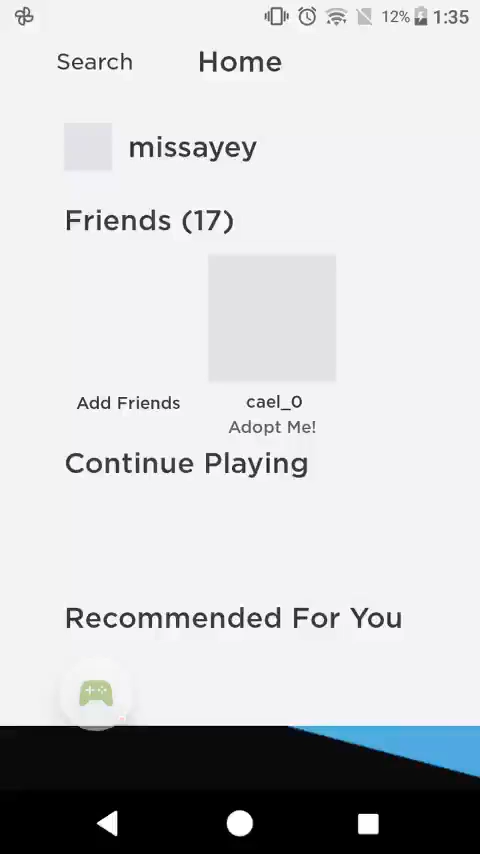 12% 1:35
Search Home
missayey
Friends (17)
Add Friends cael_0
Adopt Me!
Continue Playing
Recommended For You